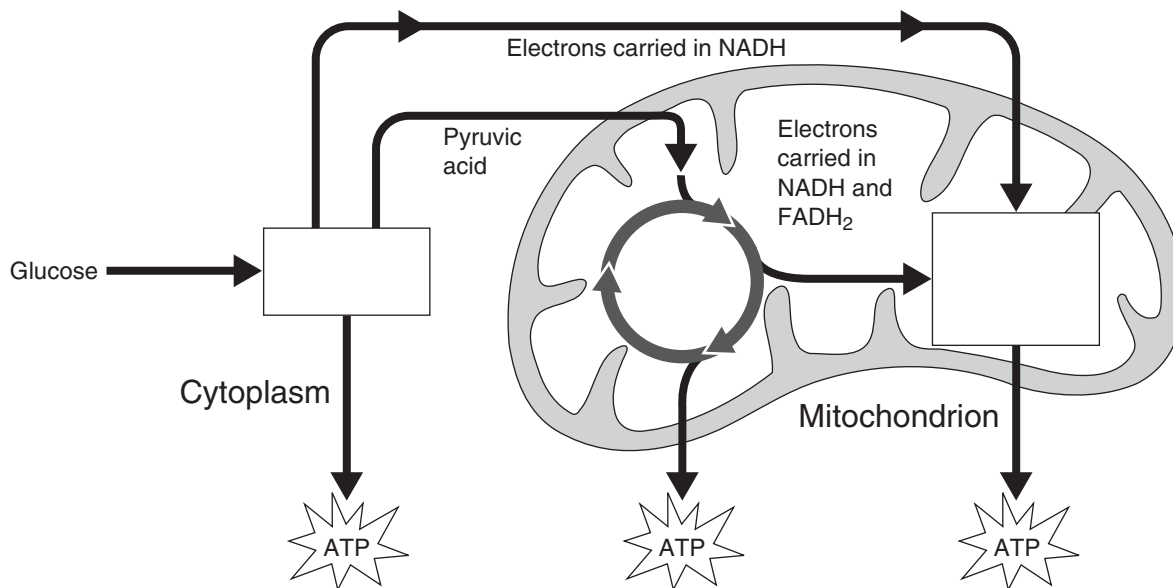 Electrons carried in NADH
Pyruvic
acid
Electrons
carried in
NADH and
FADH2
Glucose
Cytoplasm
Mitochondrion
ATP
ATP
ATP